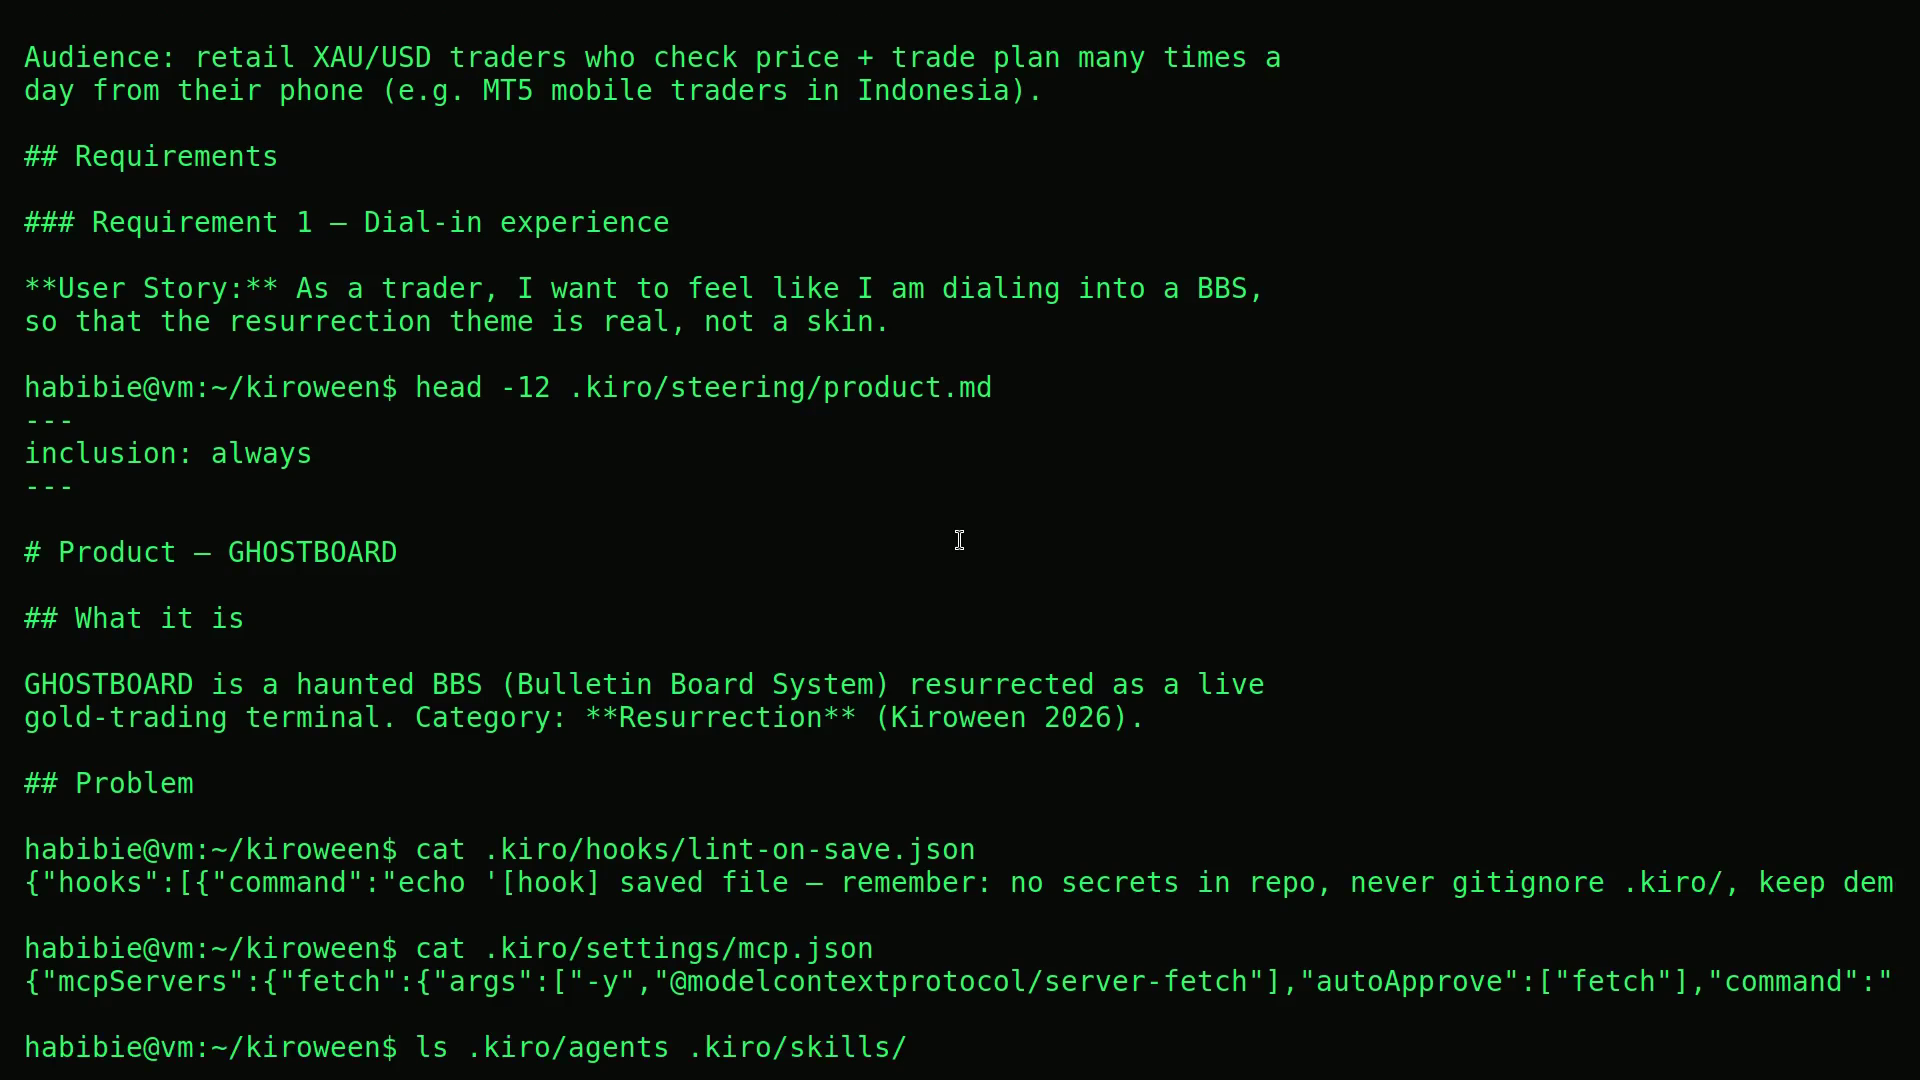 Audience: retail XAU/USD traders who check price + trade plan many times a
day from their phone (e.g. MT5 mobile traders in Indonesia).
## Requirements
### Requirement 1 — Dial-in experience
**User Story:** As a trader, I want to feel like I am dialing into a BBS,
so that the resurrection theme is real, not a skin.
habibie@vm:~/kiroween$ head -12 .kiro/steering/product.md
---
inclusion: always
---
# Product — GHOSTBOARD
## What it is
GHOSTBOARD is a haunted BBS (Bulletin Board System) resurrected as a live
gold-trading terminal. Category: **Resurrection** (Kiroween 2026).
## Problem
habibie@vm:~/kiroween$ cat .kiro/hooks/lint-on-save.json
{"hooks":[{"command":"echo '[hook] saved file — remember: no secrets in repo, never gitignore .kiro/, keep dem
habibie@vm:~/kiroween$ cat .kiro/settings/mcp.json
{"mcpServers":{"fetch":{"args":["-y","@modelcontextprotocol/server-fetch"],"autoApprove":["fetch"],"command":"
habibie@vm:~/kiroween$ ls .kiro/agents .kiro/skills/